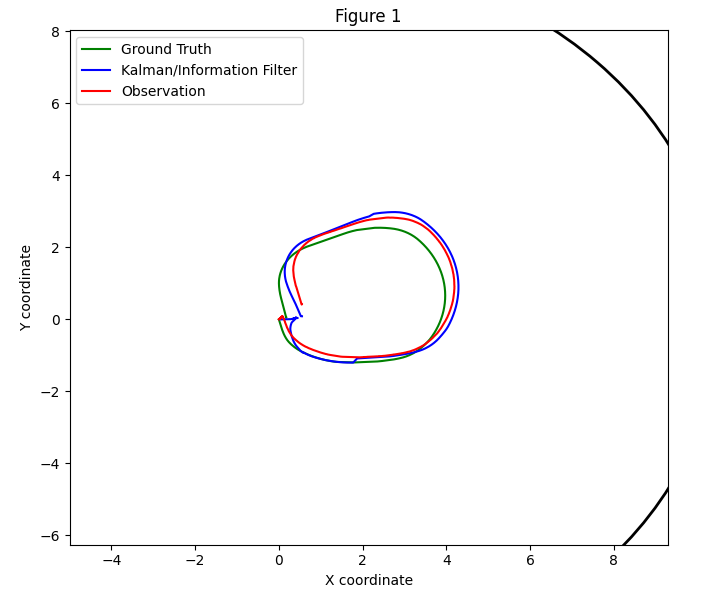 Figure 1
Ground Truth
Kalman/Information Filter
Observation
8
6
4
2
0
−2
−4
−6
Y coordinate
−4 −2 0 2 4 6 8
X coordinate